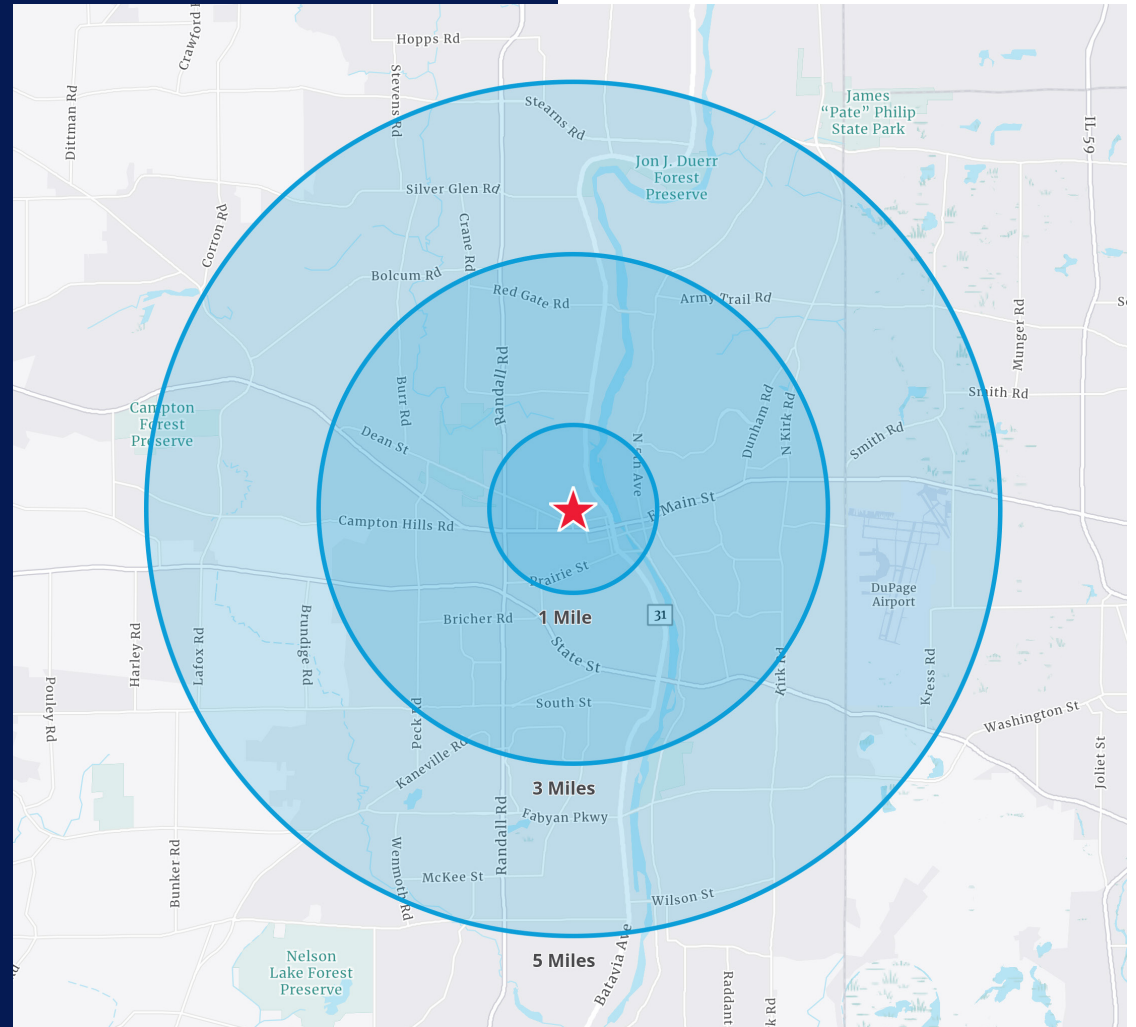 Hopps Rd
Crawford
Stevens Rd
Dittman Rd
Stearns Rd
James
“Pate” Philip
State Park
IL-59
Jon J. Duerr
Forest
Preserve
Silver Glen Rd
Crane Rd
Corron Rd
Bolcum Rd
Red Gate Rd
Army Trail Rd
Munger Rd
Randall Rd
Burr Rd
Dunham Rd
N Kirk Rd
Smith Rd
Campton
Forest
Preserve
Dean St
Smith Rd
N 5th Ave
E Main St
Campton Hills Rd
Prairie St
DuPage
Airport
1 Mile
31
Bricher Rd
Brundige Rd
Harley Rd
Lafox Rd
State St
Kirk Rd
Kress Rd
Pouley Rd
South St
Peck Rd
Washington St
Kaneville Rd
Joliet St
3 Miles
Fabyan Pkwy
Randall Rd
Bunker Rd
Wenmoth Rd
McKee St
Wilson St
Nelson
Lake Forest
Preserve
5 Miles
Batavia Ave
Raddant
k Rd